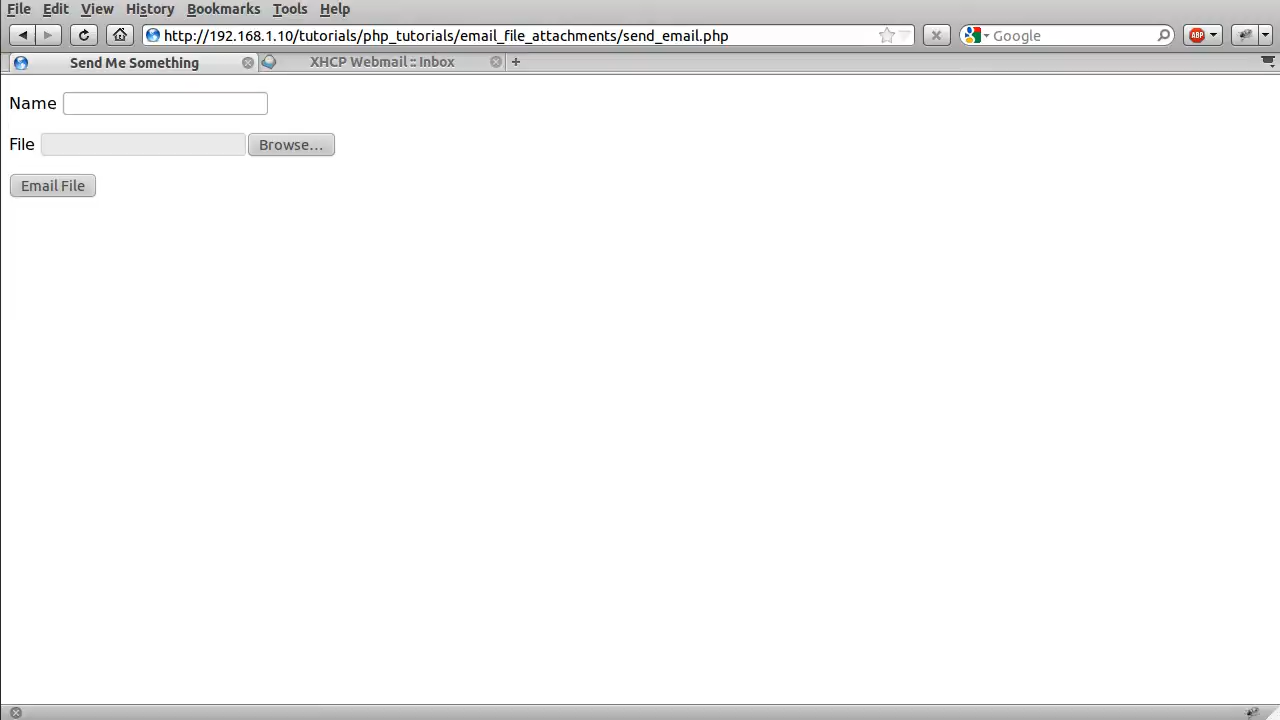 File Edit View History Bookmarks Tools Help
http://192.168.1.10/tutorials/php_tutorials/email_file_attachments/send_email.php
Google
ABP
Send Me Something
XHCP Webmail :: Inbox
Name
File
Browse...
Email File